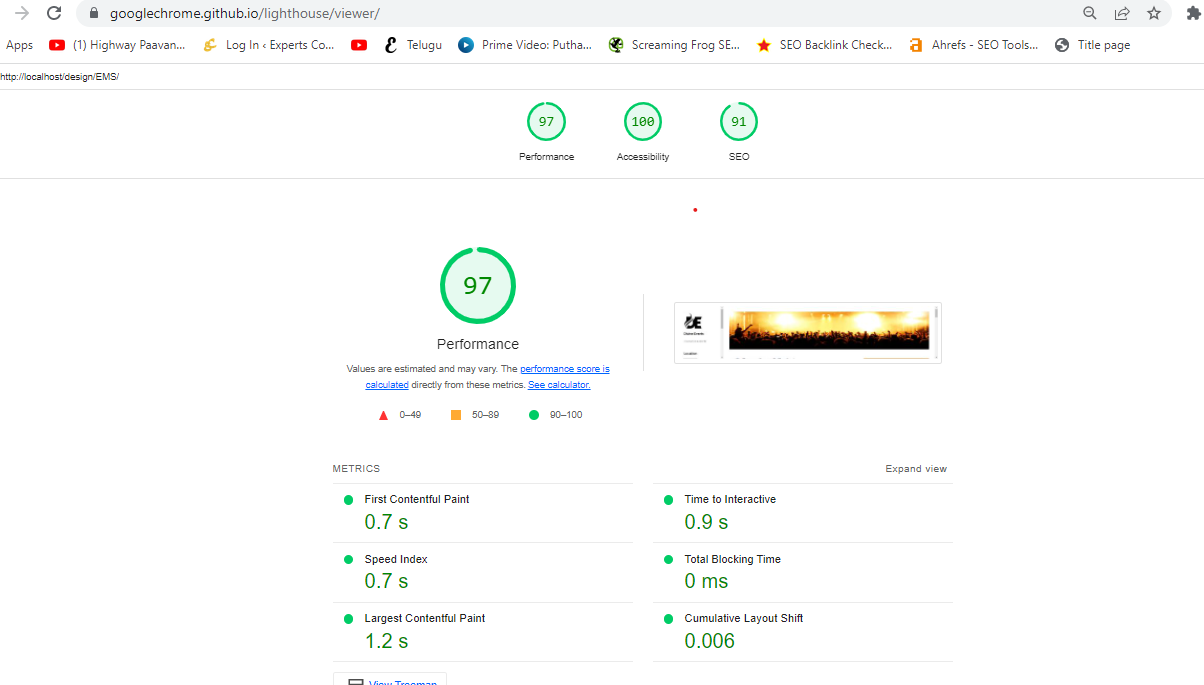 googlechrome.github.io/lighthouse/viewer/
Apps (1) Highway Paavan... Log In ‹ Experts Co... Telugu Prime Video: Putha... Screaming Frog SE... SEO Backlink Check... Ahrefs - SEO Tools... Title page
http://localhost/design/EMS/
97 100 91
Performance Accessibility SEO
97
Performance
Values are estimated and may vary. The performance score is
calculated directly from these metrics. See calculator.
0–49 50–89 90–100
METRICS Expand view
First Contentful Paint Time to Interactive
0.7 s 0.9 s
Speed Index Total Blocking Time
0.7 s 0 ms
Largest Contentful Paint Cumulative Layout Shift
1.2 s 0.006
View Treemap